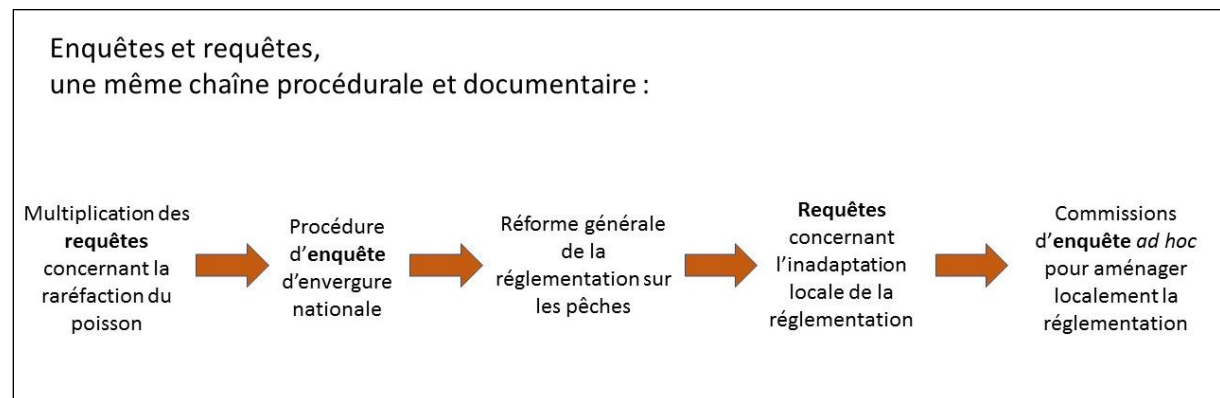 Enquêtes et requêtes,
une même chaîne procédurale et documentaire :
Multiplication des
requêtes
concernant la
raréfaction du
poisson
Procédure
d'enquête
d'envergure
nationale
Réforme générale
de la
réglementation sur
les pêches
Requêtes
concernant
l'inadaptation
locale de la
réglementation
Commissions
d'enquête ad hoc
pour aménager
localement la
réglementation